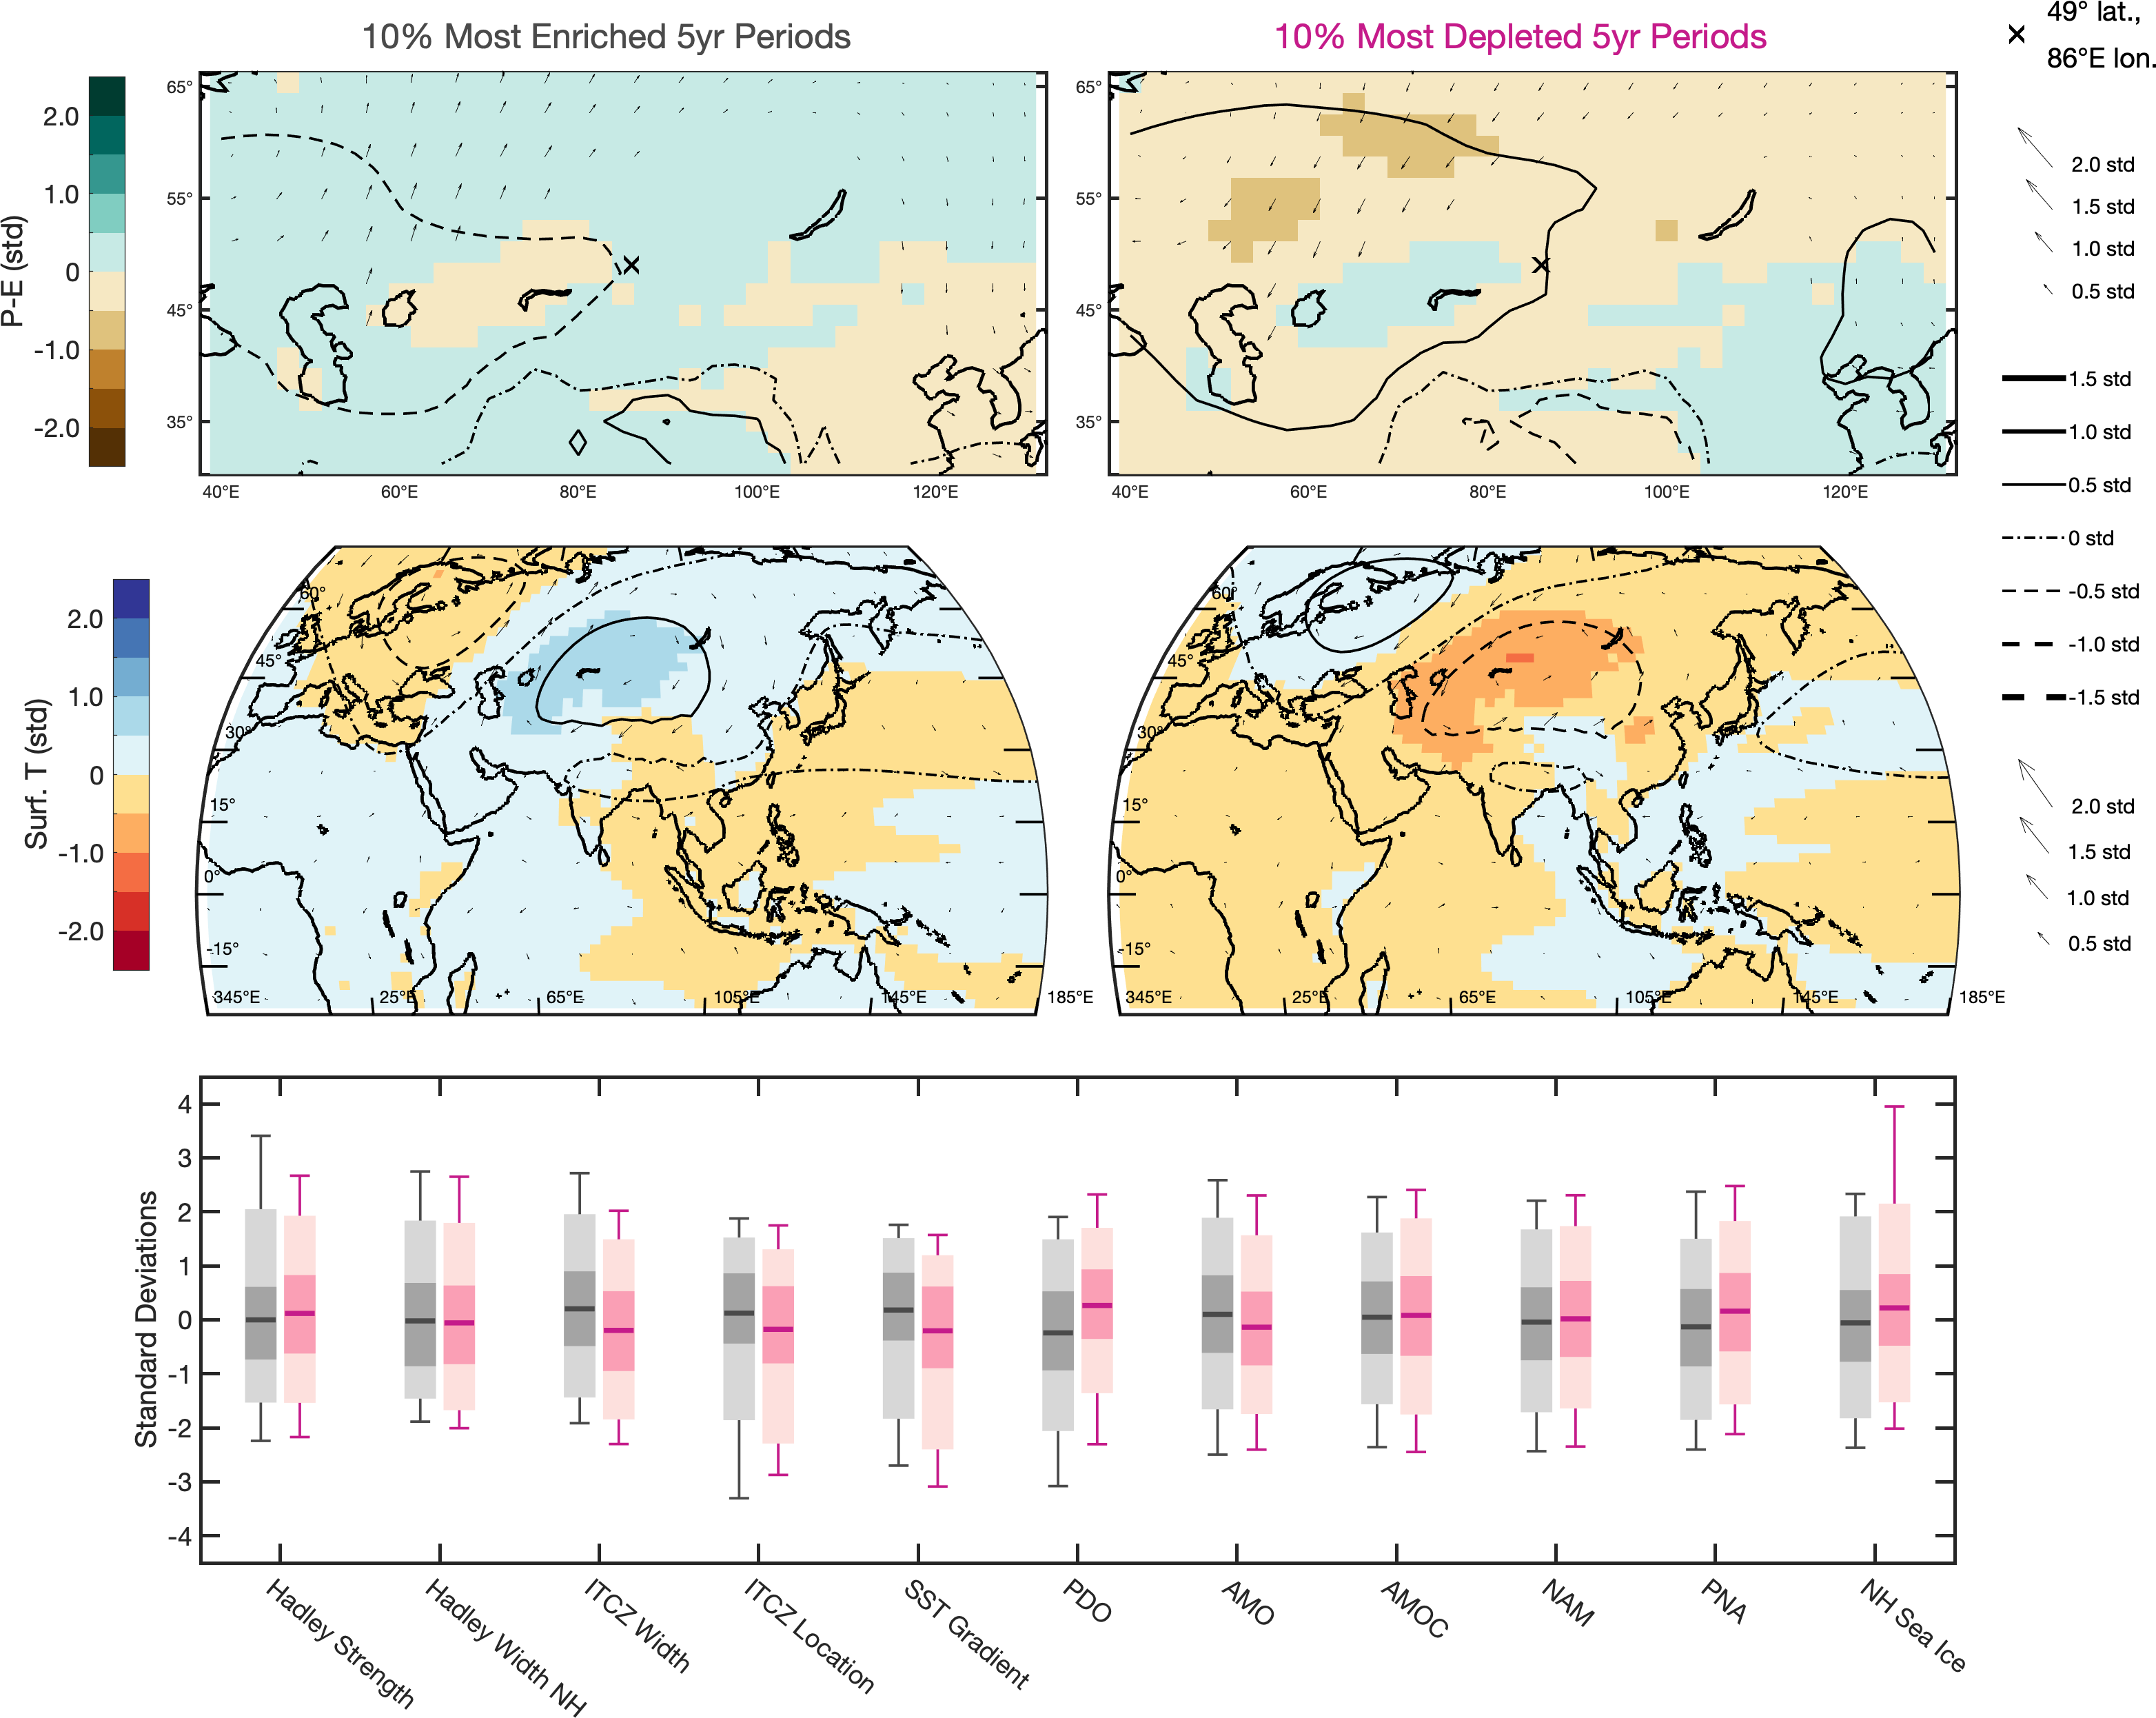 10% Most Enriched 5yr Periods
10% Most Depleted 5yr Periods
49° lat.,
86°E lon.
P-E (std)
2.0
1.0
0
-1.0
-2.0
65°
55°
45°
35°
40°E 60°E 80°E 100°E 120°E
65°
55°
45°
35°
40°E 60°E 80°E 100°E 120°E
2.0 std
1.5 std
1.0 std
0.5 std
1.5 std
1.0 std
0.5 std
0 std
-0.5 std
-1.0 std
-1.5 std
Surf. T (std)
2.0
1.0
0
-1.0
-2.0
60°
45°
30°
15°
0°
-15°
345°E 25°E 65°E 105°E 145°E 185°E
60°
45°
30°
15°
0°
-15°
345°E 25°E 65°E 105°E 145°E 185°E
2.0 std
1.5 std
1.0 std
0.5 std
Standard Deviations
4
3
2
1
0
-1
-2
-3
-4
Hadley Strength
Hadley Width NH
ITCZ Width
ITCZ Location
SST Gradient
PDO
AMO
AMOC
NAM
PNA
NH Sea Ice